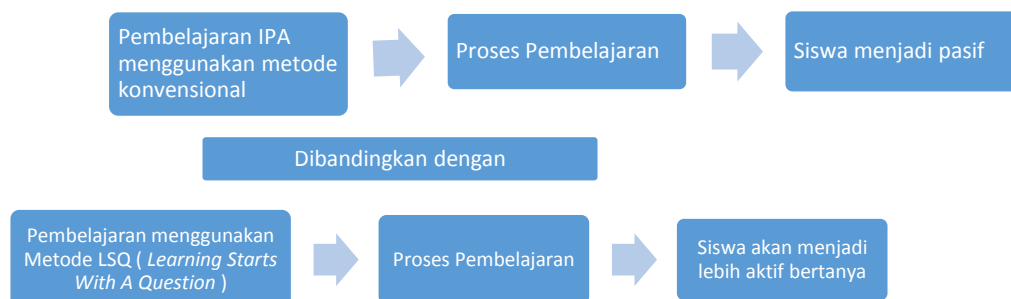 Pembelajaran IPA
menggunakan metode
konvensional
Proses Pembelajaran
Siswa menjadi pasif
Dibandingkan dengan
Pembelajaran menggunakan
Metode LSQ ( Learning Starts
With A Question )
Proses Pembelajaran
Siswa akan menjadi
lebih aktif bertanya